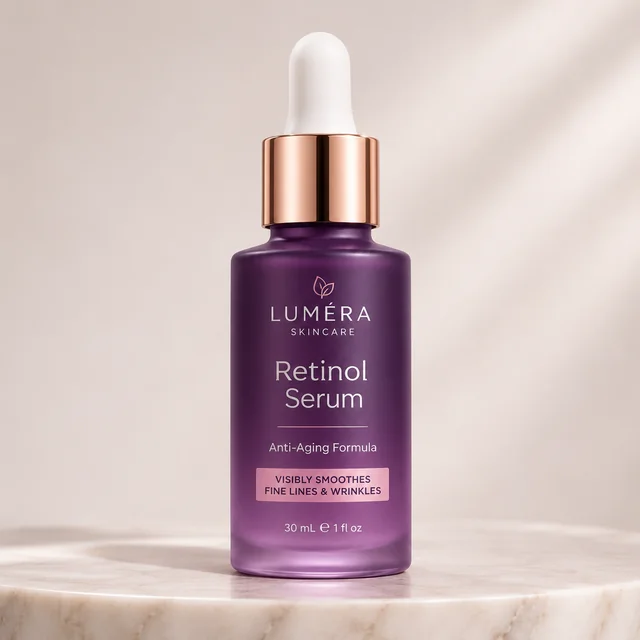 LUMÉRA
SKINCARE
Retinol
Serum
Anti-Aging Formula
VISIBLY SMOOTHES
FINE LINES & WRINKLES
30 mL ℮ 1 fl oz